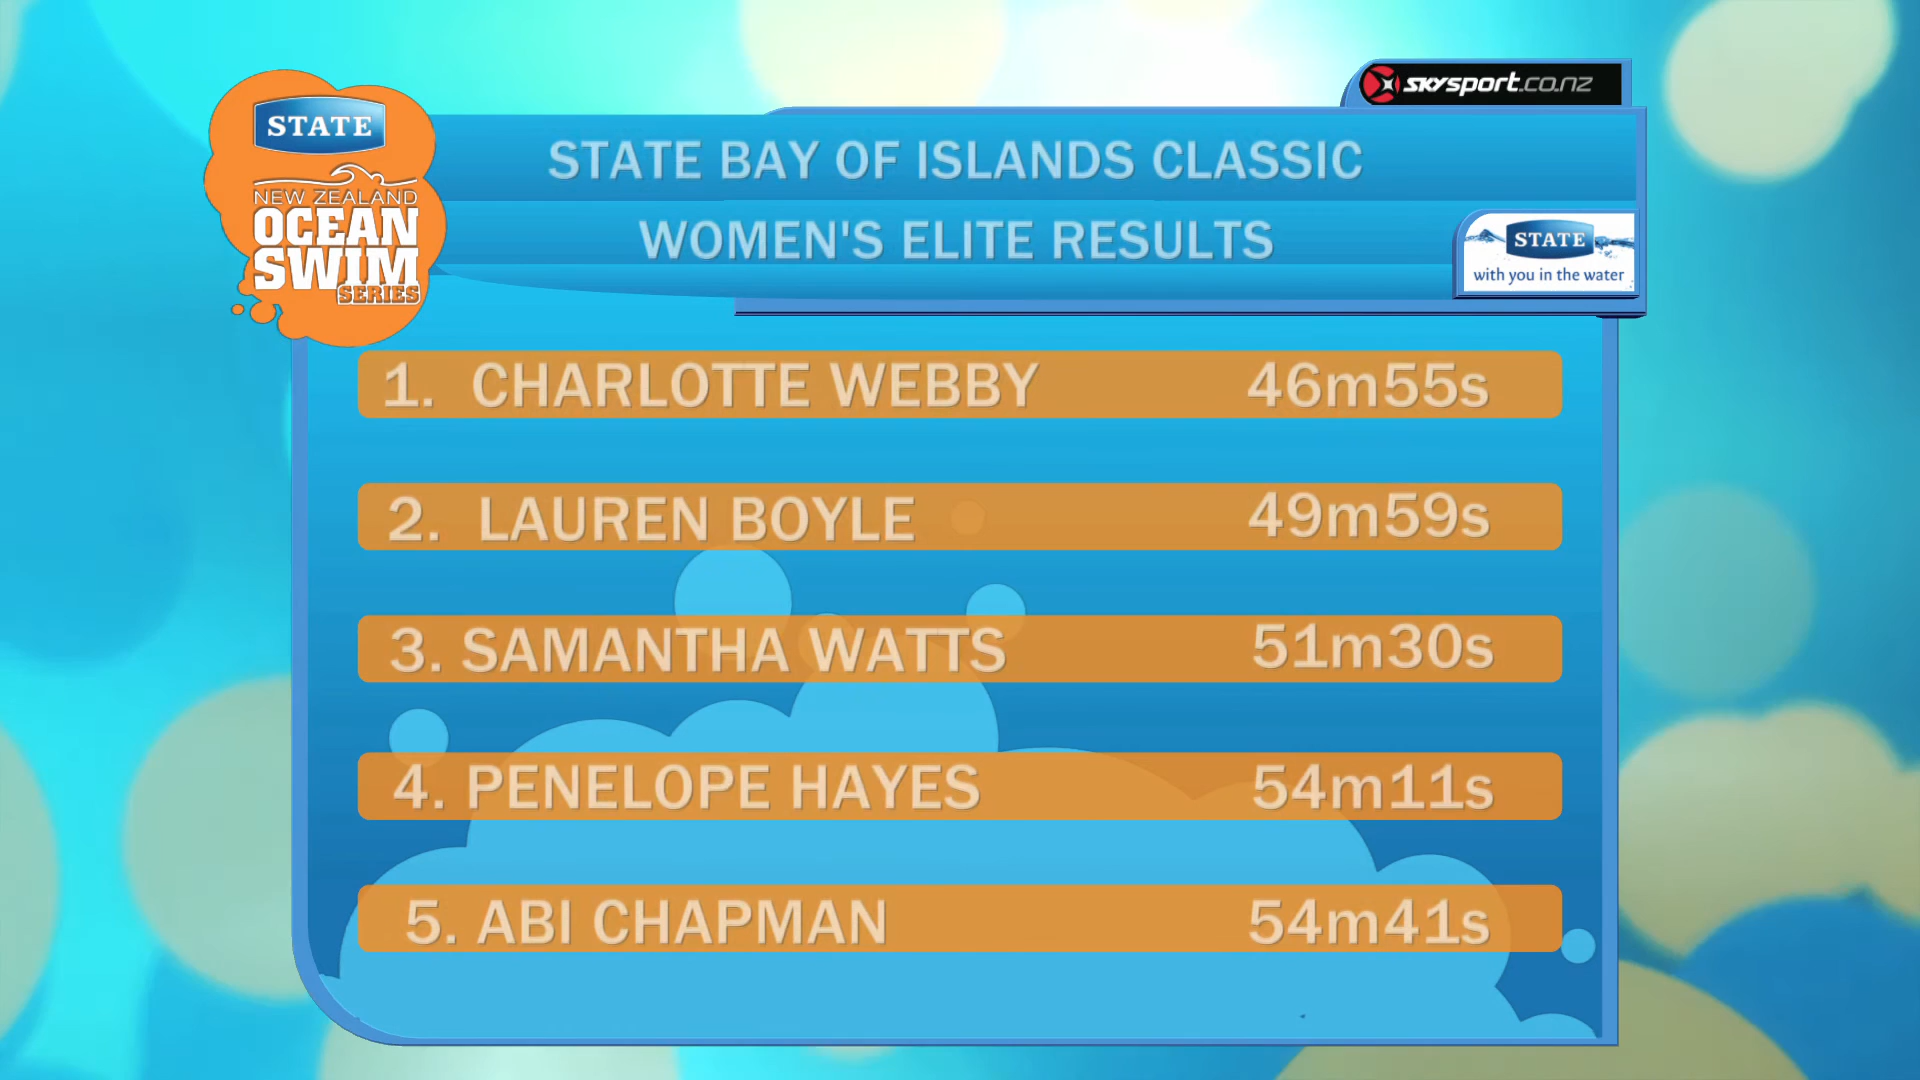 skysport.co.nz
STATE
NEW ZEALAND
OCEAN
SWIM
SERIES
STATE BAY OF ISLANDS CLASSIC
WOMEN'S ELITE RESULTS
STATE
with you in the water
1. CHARLOTTE WEBBY 46m55s
2. LAUREN BOYLE 49m59s
3. SAMANTHA WATTS 51m30s
4. PENELOPE HAYES 54m11s
5. ABI CHAPMAN 54m41s